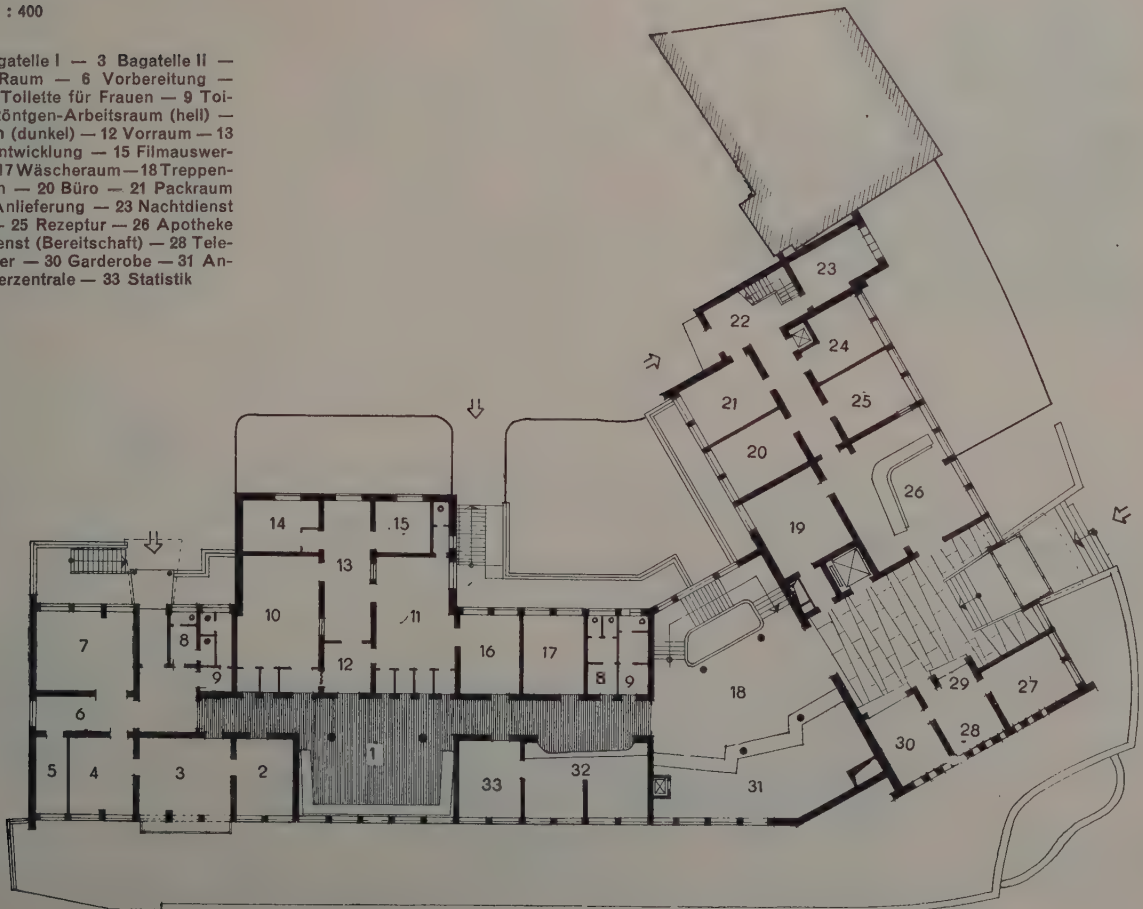 : 400
gatelle I — 3 Bagatelle II —
Raum — 6 Vorbereitung —
Toilette für Frauen — 9 Toi-
öntgen-Arbeitsraum (hell) —
(dunkel) — 12 Vorraum — 13
ntwicklung — 15 Filmauswer-
17 Wäscheraum — 18 Treppen-
— 20 Büro — 21 Packraum
Anlieferung — 23 Nachtdienst
— 25 Rezeptur — 26 Apotheke
enst (Bereitschaft) — 28 Tele-
er — 30 Garderobe — 31 An-
erzentrale — 33 Statistik
23
22
24
21
25
20
26
19
14
15
13
10
11
7
8
9
12
16
17
8
9
18
29
27
6
30
28
5
4
3
2
1
33
32
31